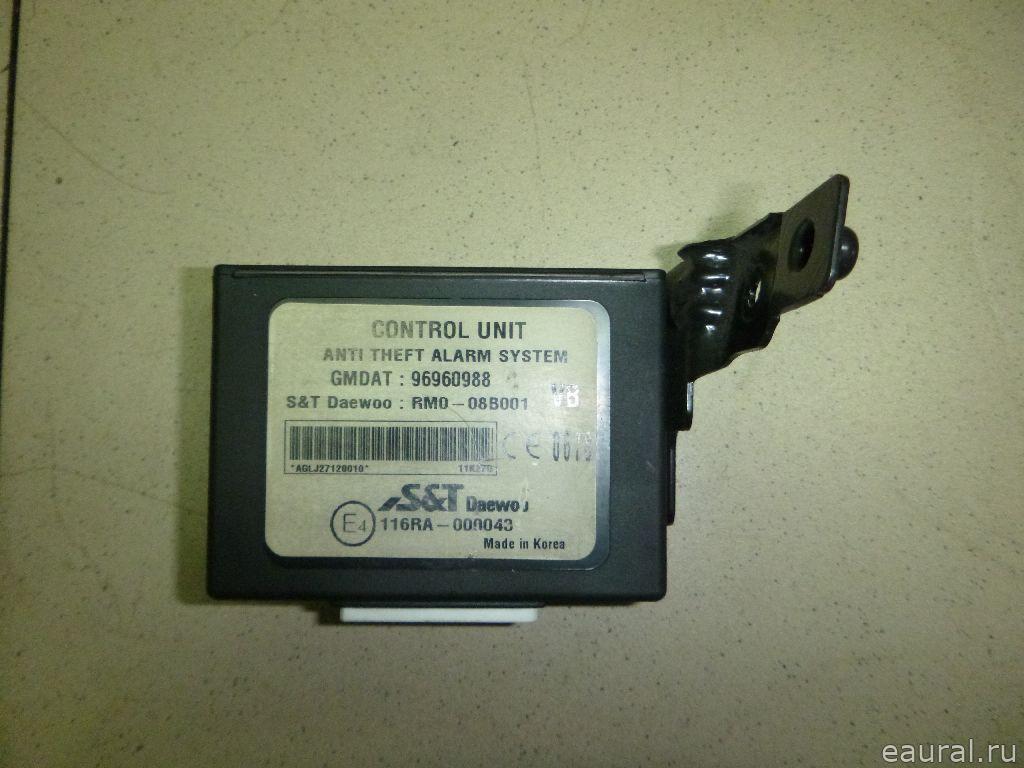 CONTROL UNIT
ANTI THEFT ALARM SYSTEM
GMDAT : 96960988
S&T Daewoo : RM0-08B001 VB
CE
*AGLJ27120010*
S&T Daewoo
E4 116RA-000043
Made in Korea
eaural.ru